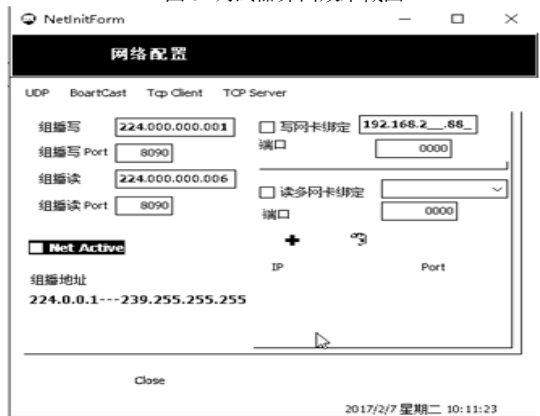 NetInitForm
网络配置
UDP BoartCast Tcp Client TCP Server
组播写 224.000.000.001
组播写 Port 8090
组播读 224.000.000.006
组播读 Port 8090
Net Active
组播地址
224.0.0.1---239.255.255.255
写网卡绑定 192.168.2__.88_
端口 0000
读多网卡绑定
端口 0000
IP Port
Close
2017/2/7 星期二 10:11:23